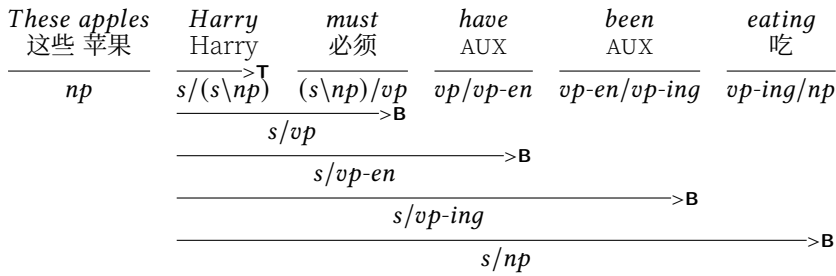 These apples Harry must have been eating
这些 苹果 Harry 必须 AUX AUX 吃
>T
np s/(s\np) (s\np)/vp vp/vp-en vp-en/vp-ing vp-ing/np
>B
s/vp
>B
s/vp-en
>B
s/vp-ing
>B
s/np